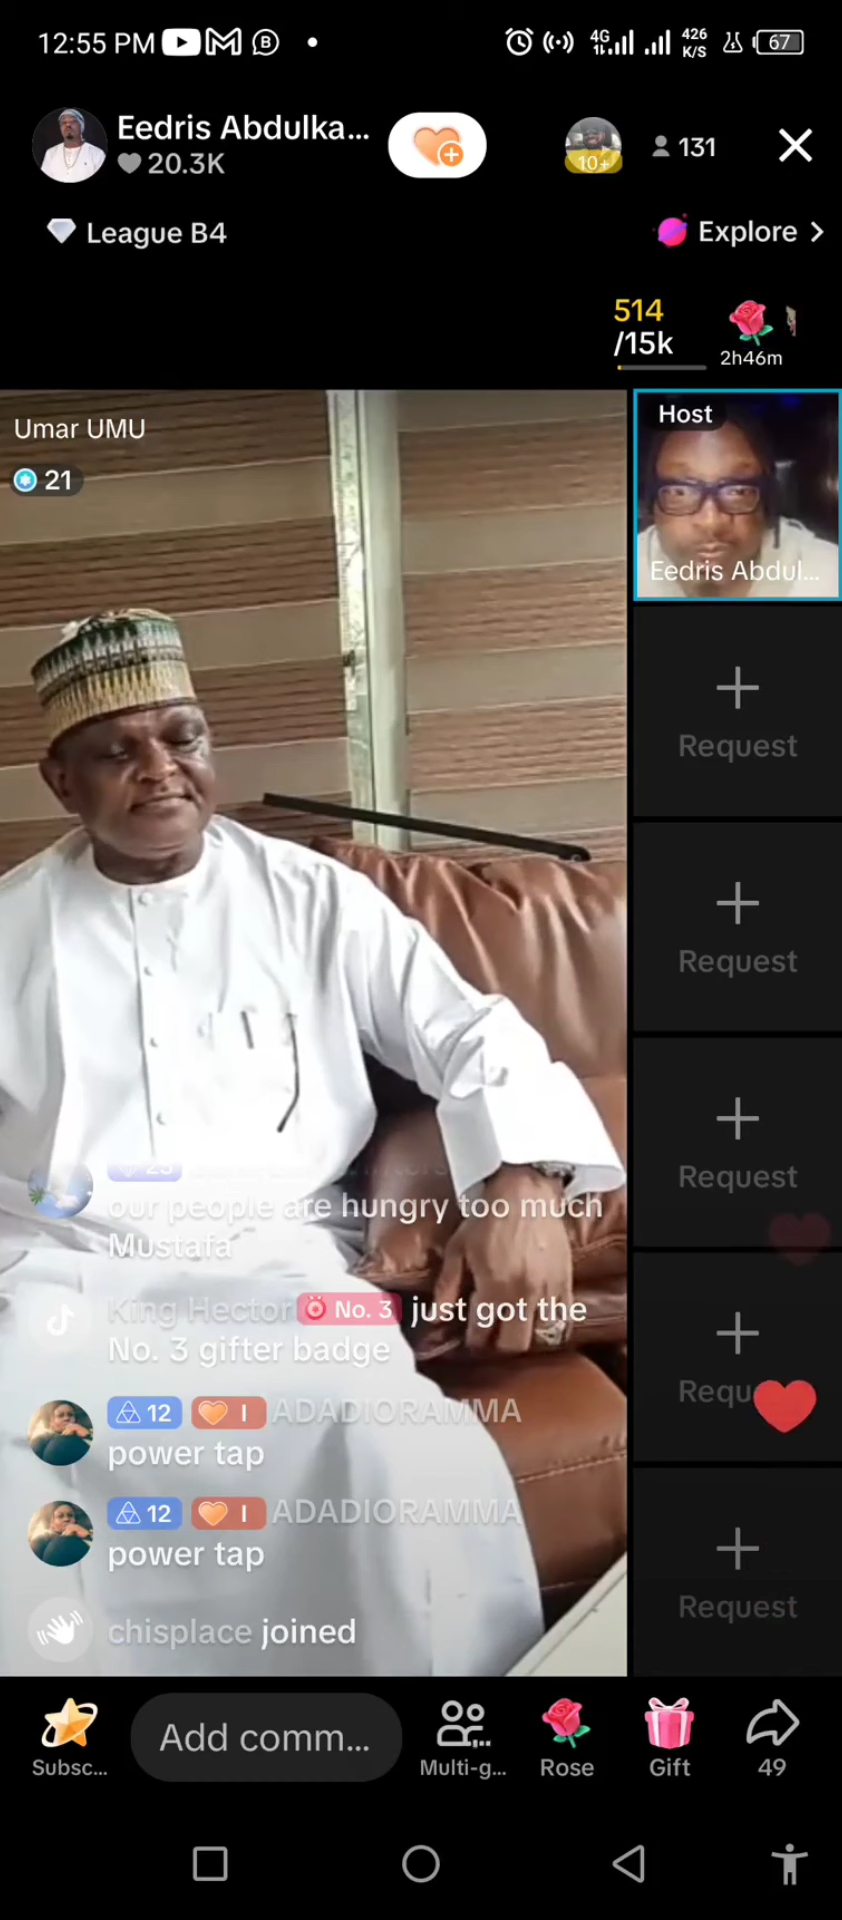 12:55 PM
4G
426 K/S
67
Eedris Abdulka...
20.3K
10+
131
League B4
Explore >
514
/15k
2h46m
Umar UMU
21
Host
Eedris Abdul...
Request
Request
Request
Request
25
our people are hungry too much
Mustafa
King Hector No. 3 just got the
No. 3 gifter badge
12 I ADADIORAMMA
power tap
12 I ADADIORAMMA
power tap
Request
chisplace joined
Subsc...
Add comm...
Multi-g...
Rose
Gift
49